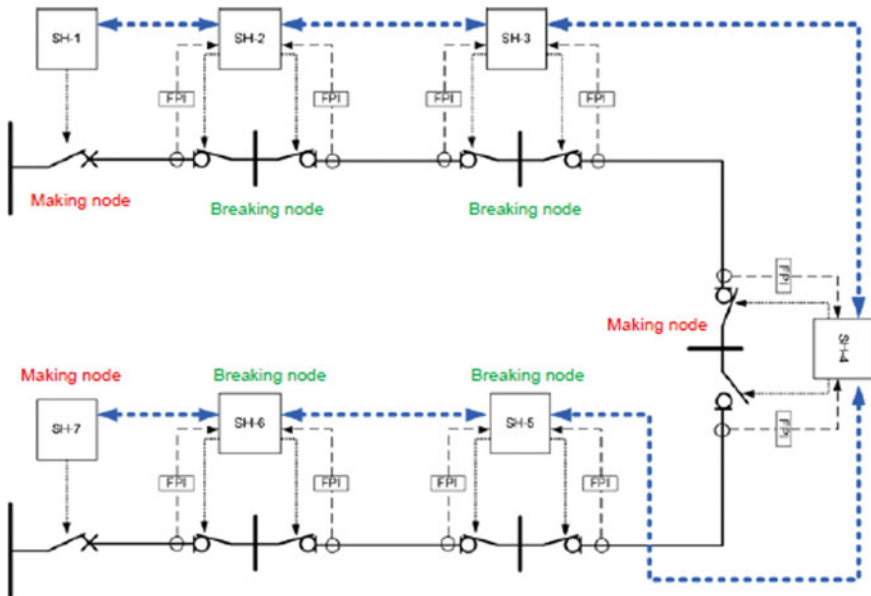 SH-1
SH-2
SH-3
FPI
FPI
FPI
FPI
Making node
Breaking node
Breaking node
FPI
Making node
SH-4
FPI
Making node
Breaking node
Breaking node
SH-7
SH-6
SH-5
FPI
FPI
FPI
FPI